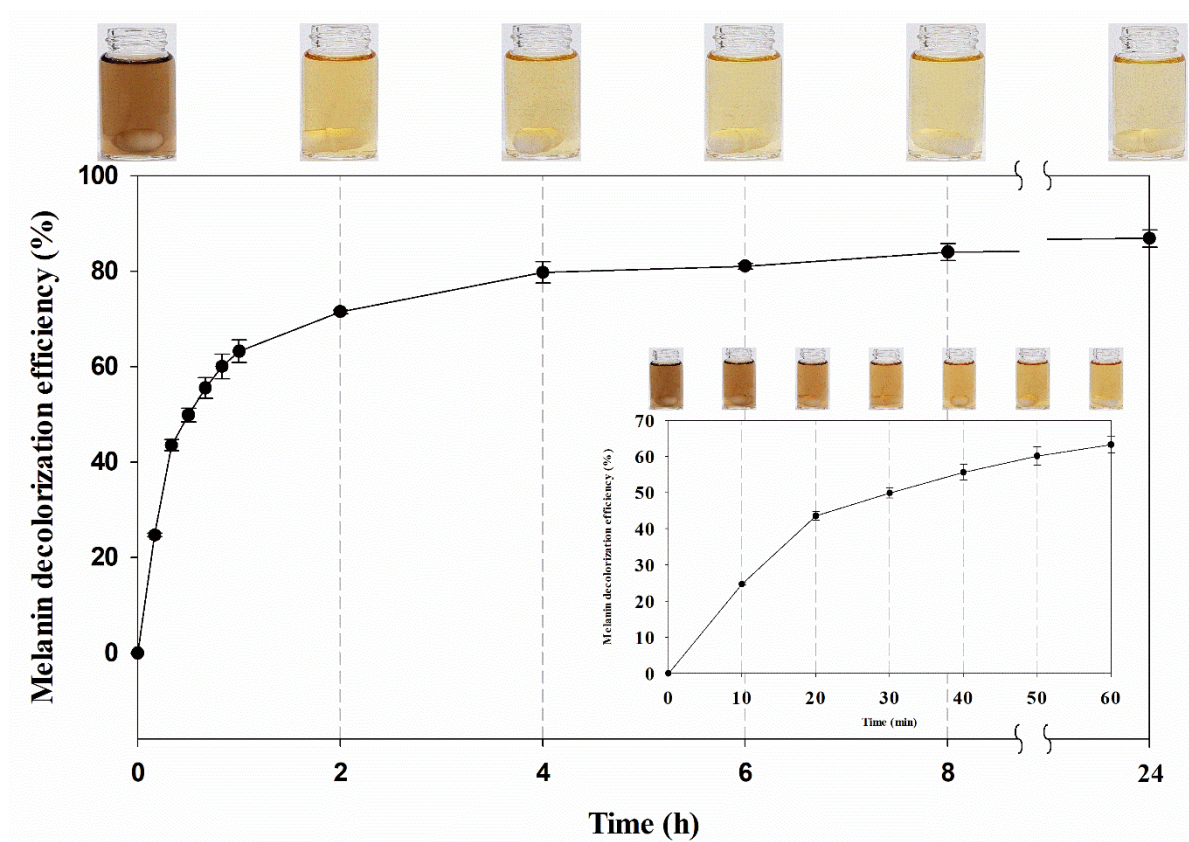 100
80
60
40
20
0
Melanin decolorization efficiency (%)
0 2 4 6 8 24
Time (h)
70
60
50
40
30
20
10
0
Melanin decolorization efficiency (%)
0 10 20 30 40 50 60
Time (min)